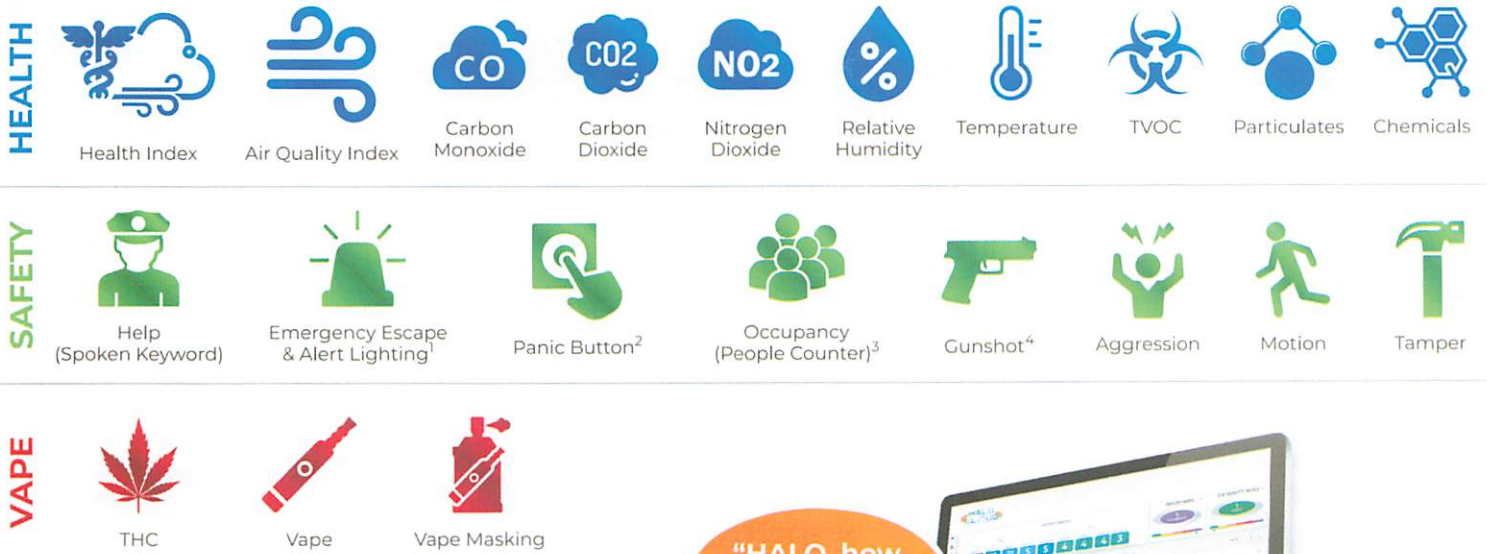 HEALTH
CO
CO2
NO2
%
Health Index
Air Quality Index
Carbon
Monoxide
Carbon
Dioxide
Nitrogen
Dioxide
Relative
Humidity
Temperature
TVOC
Particulates
Chemicals
SAFETY
Help
(Spoken Keyword)
Emergency Escape
& Alert Lighting¹
Panic Button²
Occupancy
(People Counter)³
Gunshot⁴
Aggression
Motion
Tamper
VAPE
THC
Vape
Vape Masking
"HALO, how
HALO
CLOUD